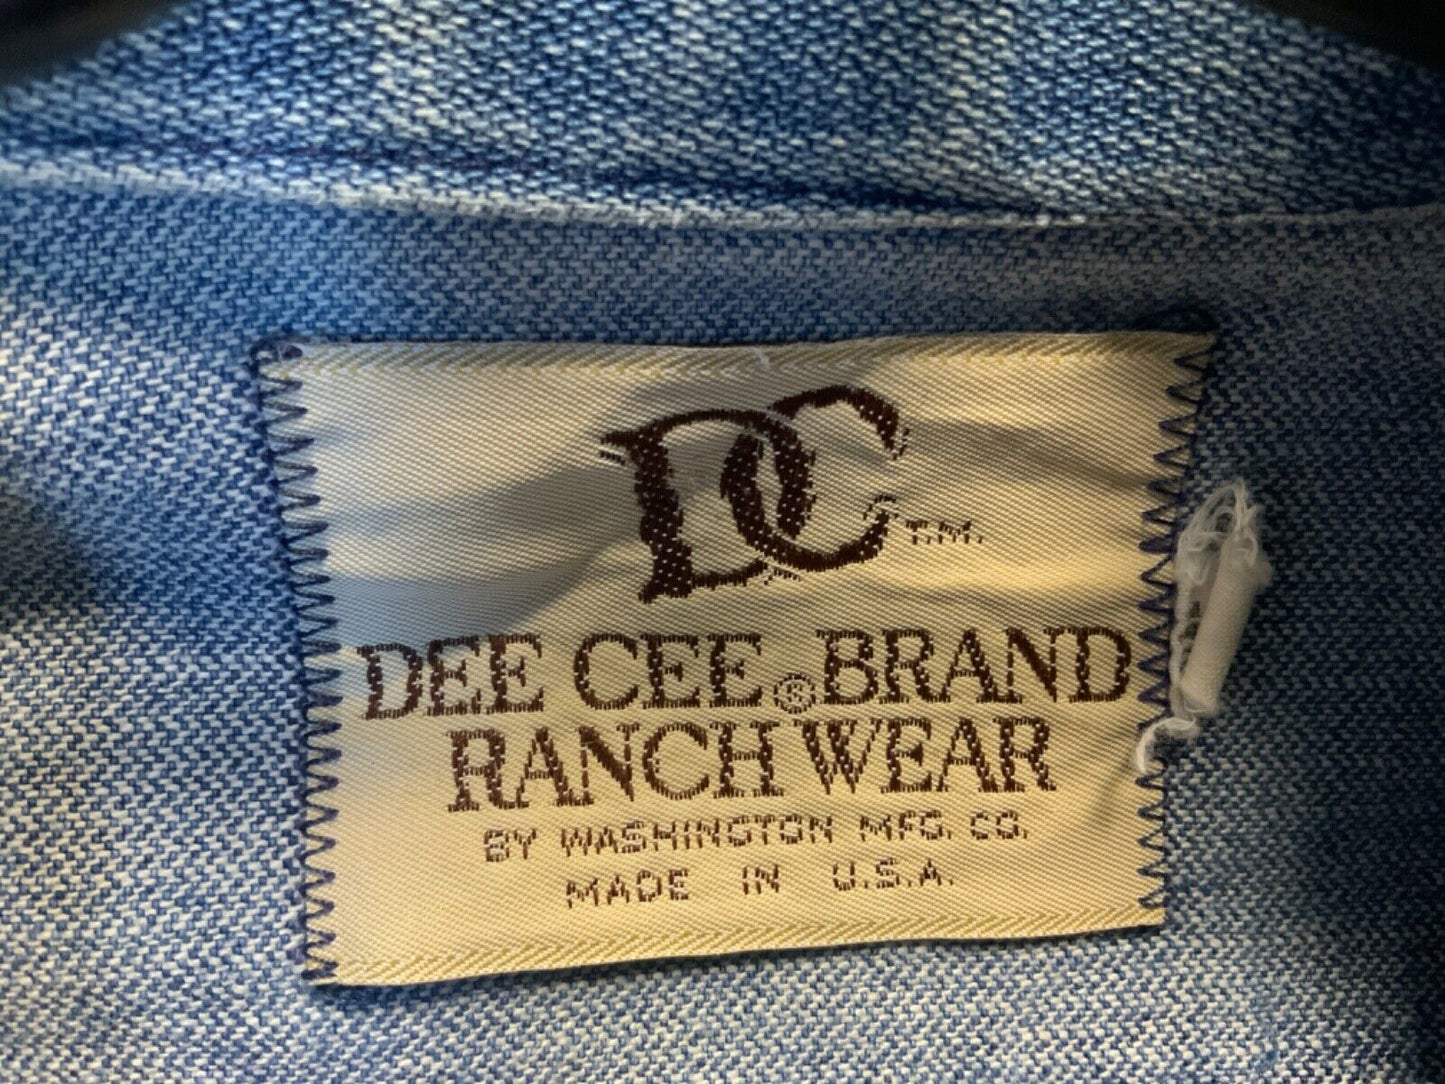 DC T.M.
DEE CEE ® BRAND
RANCH WEAR
BY WASHINGTON MFG. CO.
MADE IN U.S.A.